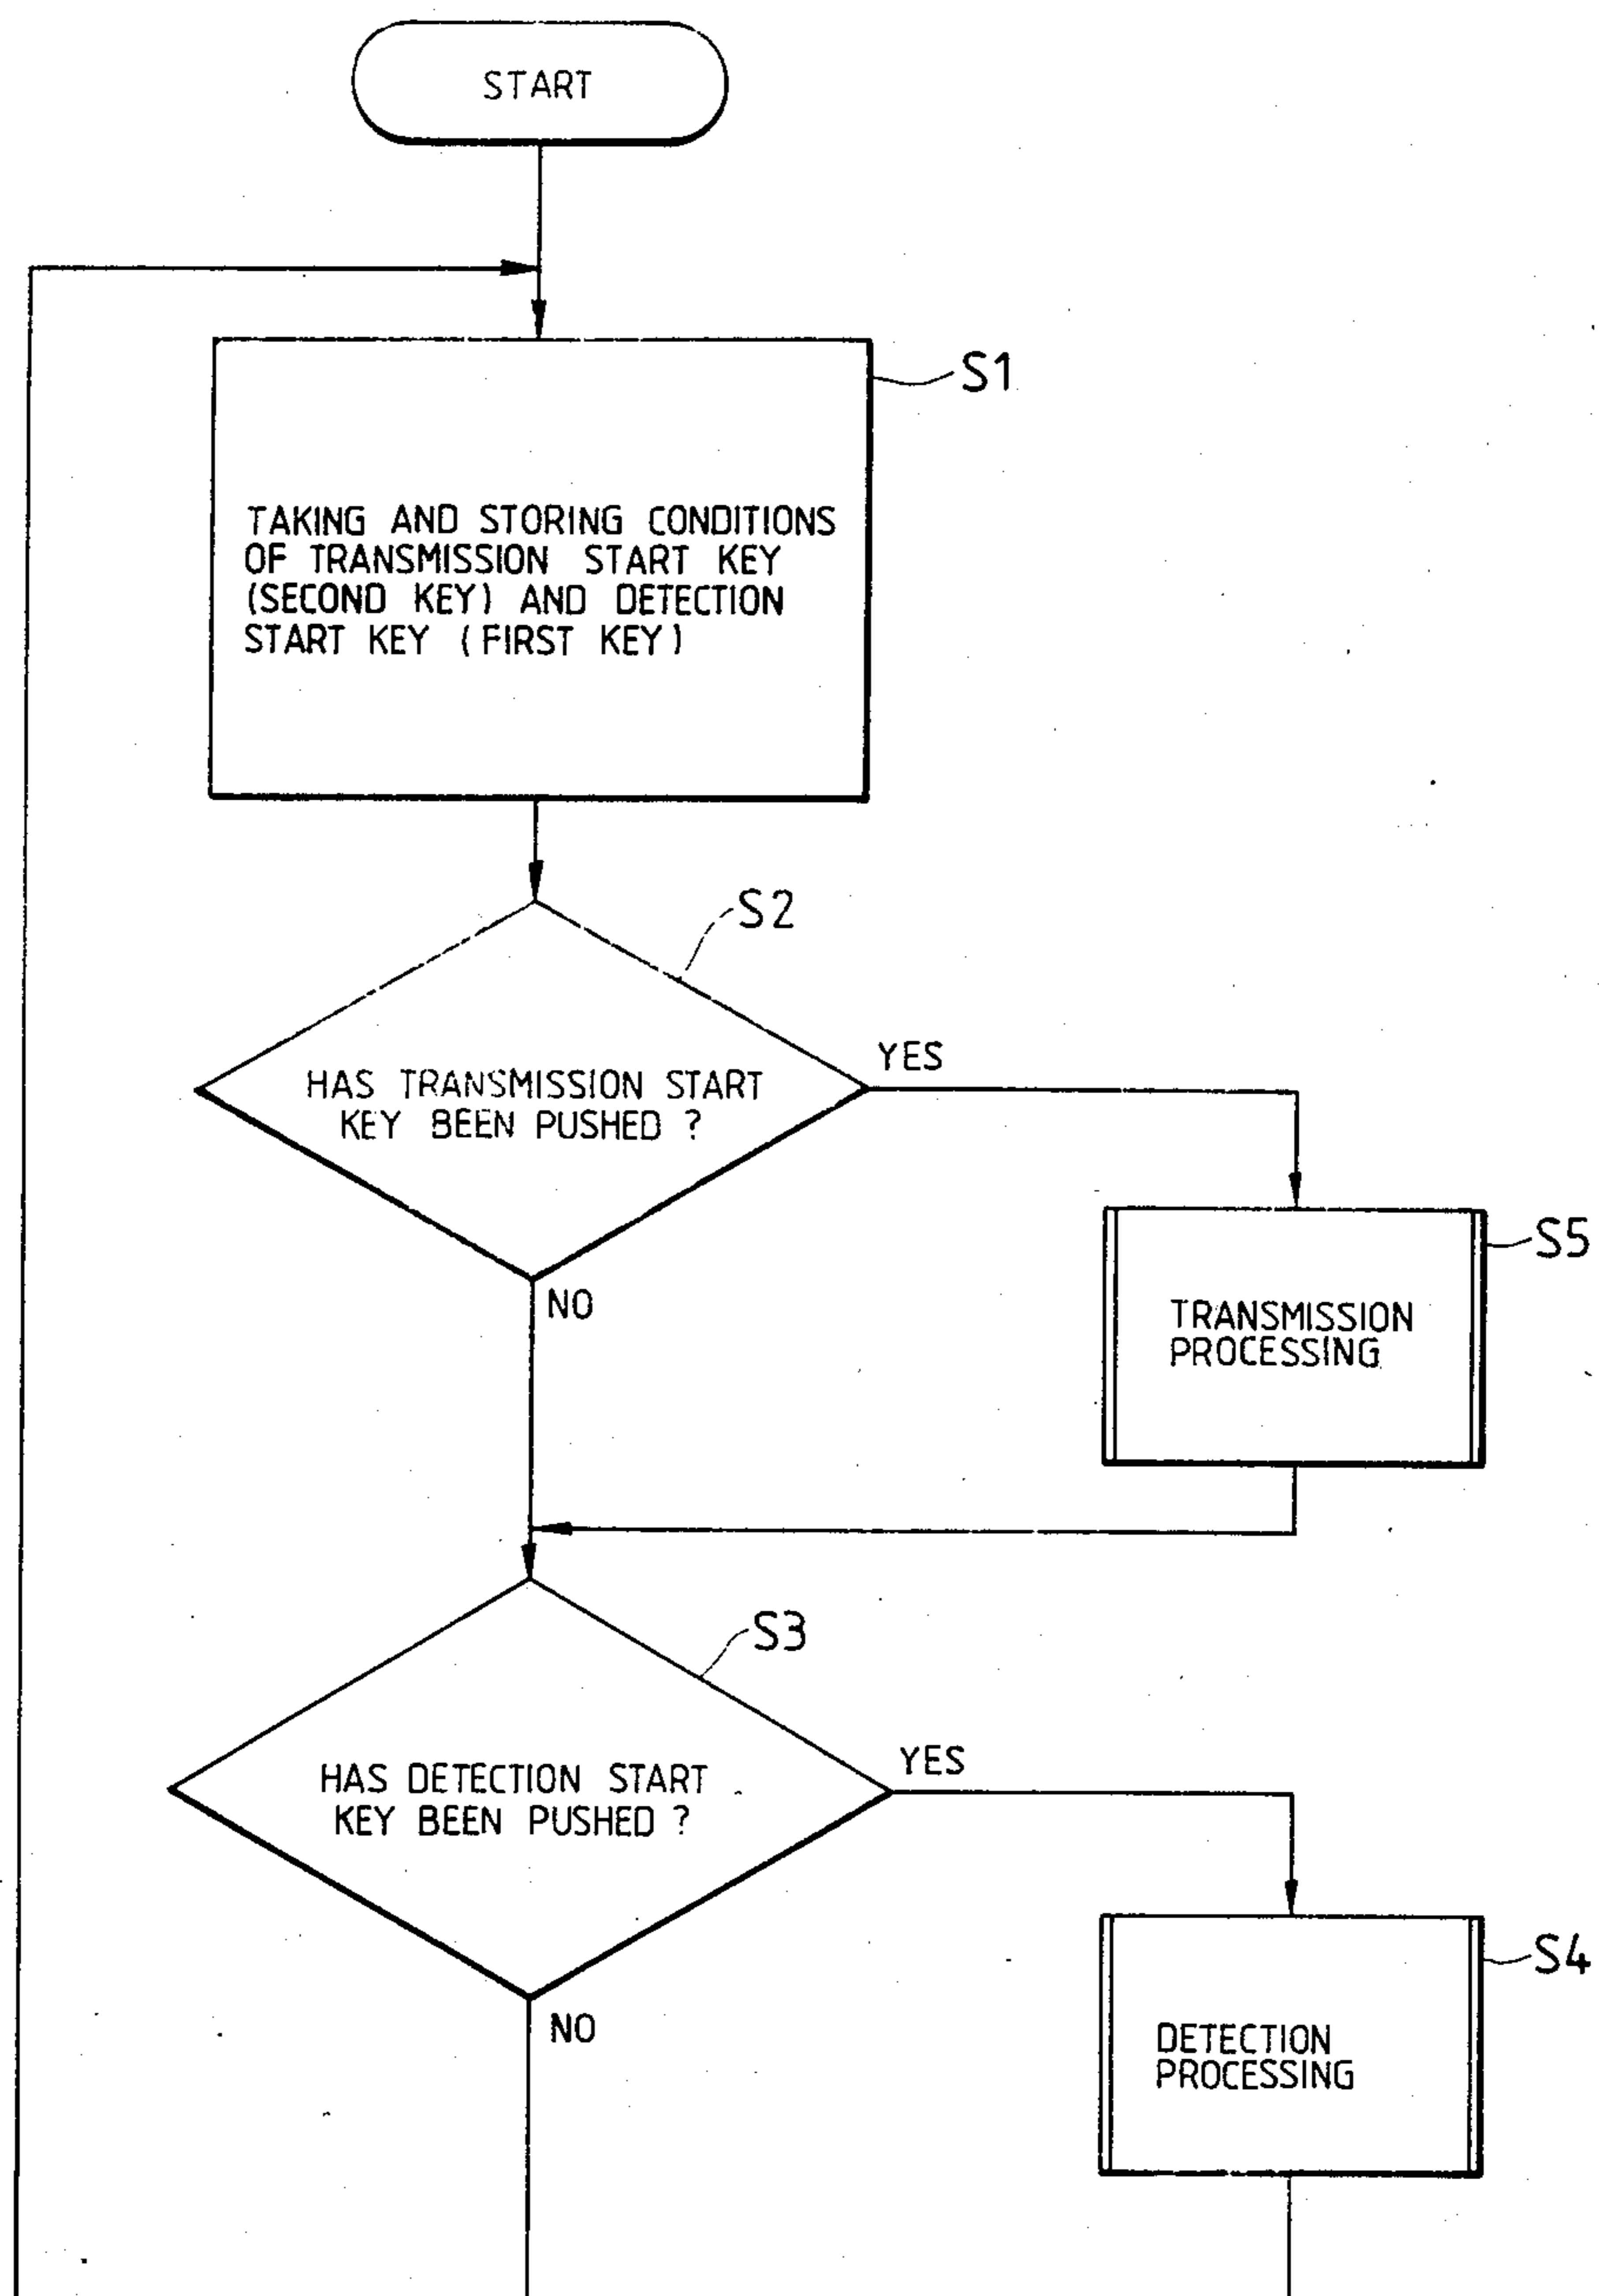 START
S1
TAKING AND STORING CONDITIONS
OF TRANSMISSION START KEY
(SECOND KEY) AND DETECTION
START KEY (FIRST KEY)
S2
HAS TRANSMISSION START
KEY BEEN PUSHED ?
YES
NO
S5
TRANSMISSION
PROCESSING
S3
HAS DETECTION START
KEY BEEN PUSHED ?
YES
NO
S4
DETECTION
PROCESSING